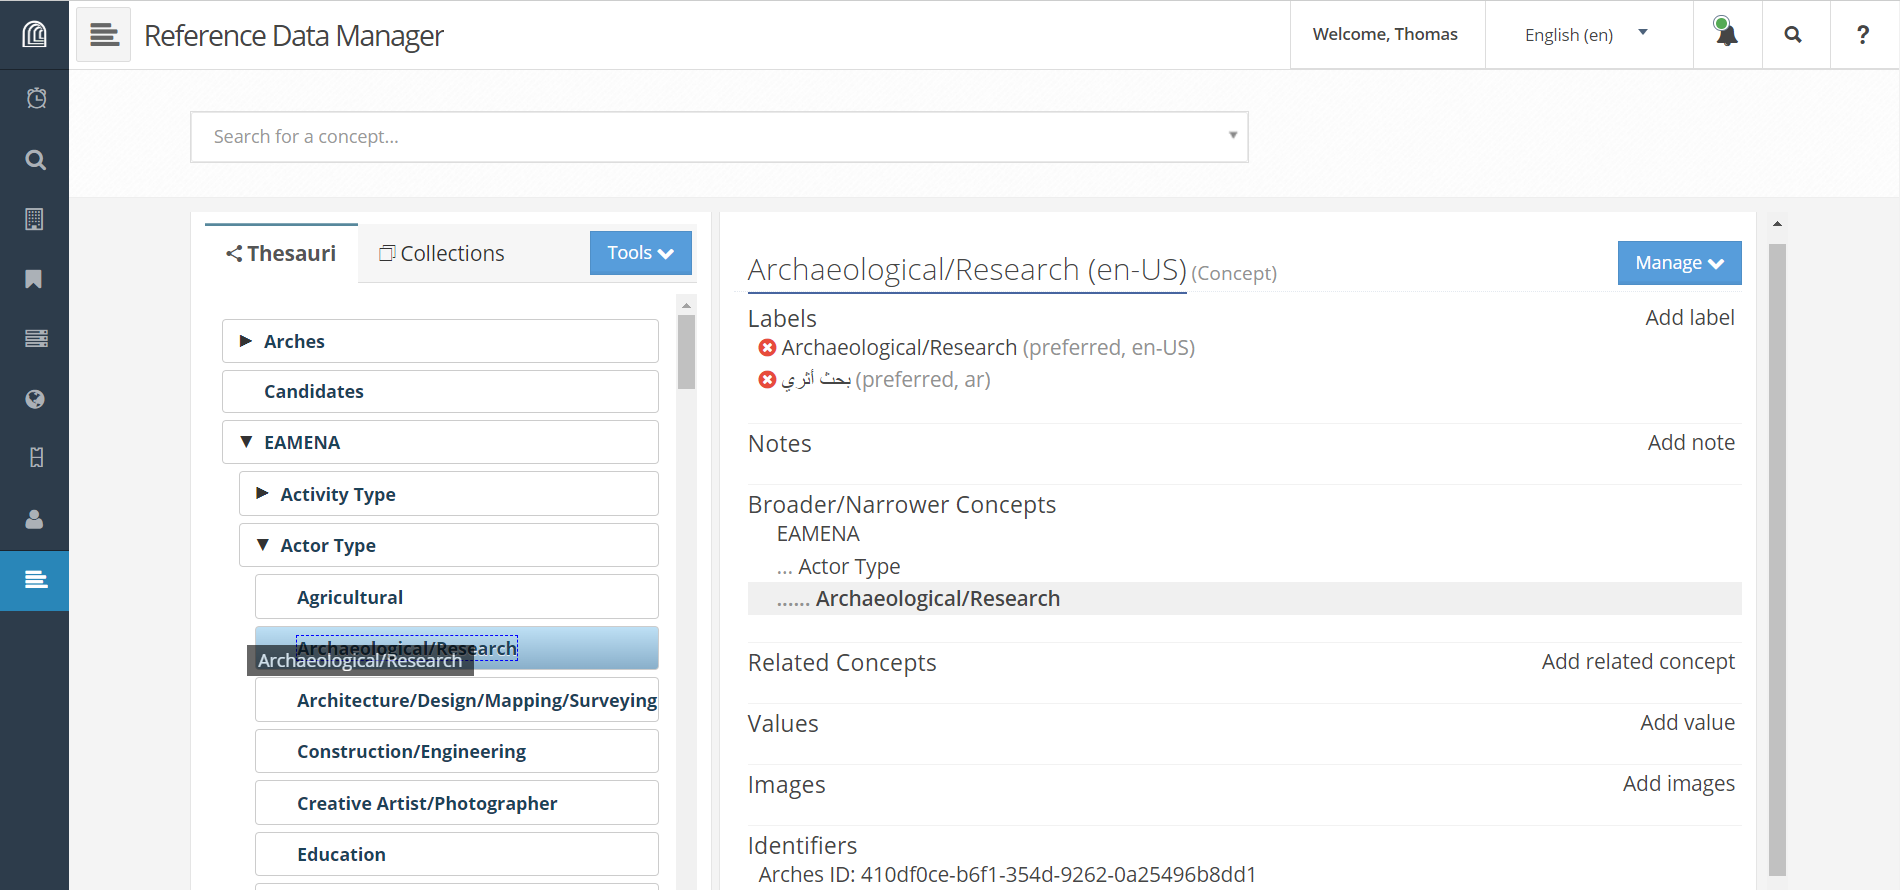 Reference Data Manager
Welcome, Thomas
English (en)
?
Search for a concept...
Thesauri
Collections
Tools
Arches
Candidates
EAMENA
Activity Type
Actor Type
Agricultural
Archaeological/Research
Archaeological/Research
Architecture/Design/Mapping/Surveying
Construction/Engineering
Creative Artist/Photographer
Education
Archaeological/Research (en-US) (Concept)
Manage
Labels
Add label
Archaeological/Research (preferred, en-US)
بحث أثري (preferred, ar)
Notes
Add note
Broader/Narrower Concepts
EAMENA
... Actor Type
...... Archaeological/Research
Related Concepts
Add related concept
Values
Add value
Images
Add images
Identifiers
Arches ID: 410df0ce-b6f1-354d-9262-0a25496b8dd1